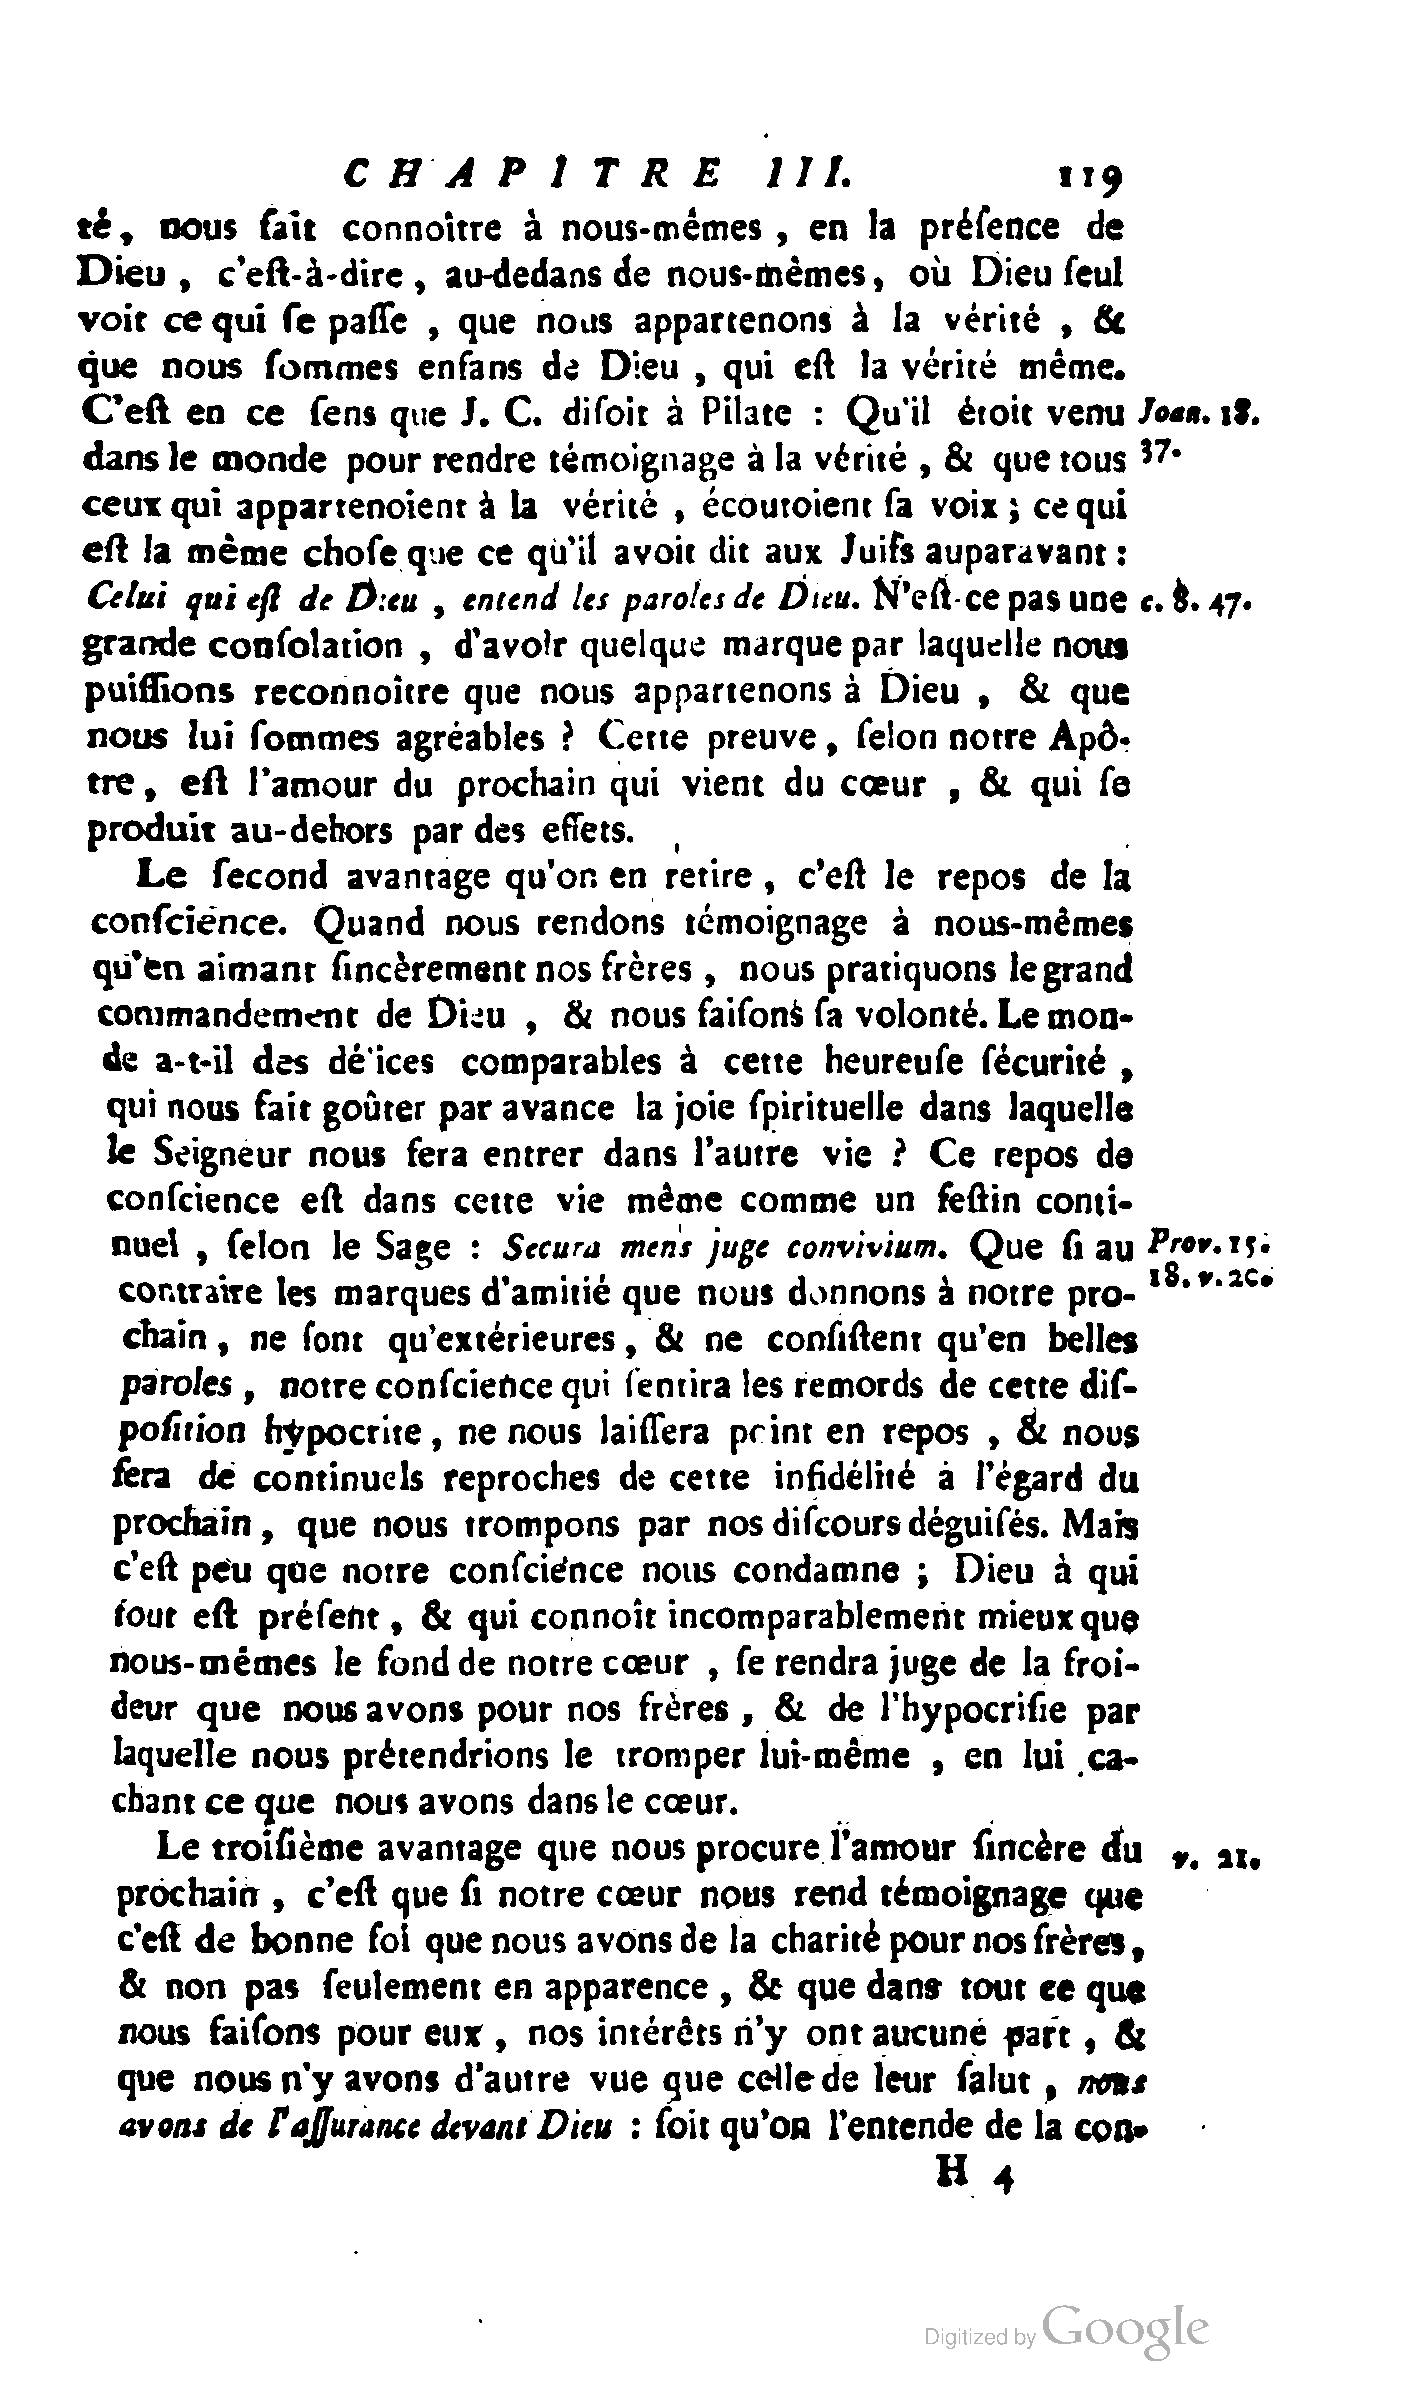 CHAPITRE III. 119
té, nous fait connoître à nous-mêmes, en la préſence de
Dieu, c'eſt-à-dire, au-dedans de nous-mêmes, où Dieu ſeul
voit ce qui ſe paſſe, que nous appartenons à la vérité, &
que nous ſommes enfans de Dieu, qui eſt la vérité même.
C'eſt en ce ſens que J. C. diſoit à Pilate : Qu'il étoit venu Joan. 18.
dans le monde pour rendre témoignage à la vérité, & que tous 37.
ceux qui appartenoient à la vérité, écoutoient ſa voix ; ce qui
eſt la même choſe que ce qu'il avoit dit aux Juifs auparavant :
Celui qui eſt de Dieu, entend les paroles de Dieu. N'eſt-ce pas une c. 8. 47.
grande conſolation, d'avoir quelque marque par laquelle nous
puiſſions reconnoître que nous appartenons à Dieu, & que
nous lui ſommes agréables ? Cette preuve, ſelon notre Apô-
tre, eſt l'amour du prochain qui vient du cœur, & qui ſe
produit au-dehors par des effets.
Le ſecond avantage qu'on en retire, c'eſt le repos de la
conſcience. Quand nous rendons témoignage à nous-mêmes
qu'en aimant ſincèrement nos frères, nous pratiquons le grand
commandement de Dieu, & nous faiſons ſa volonté. Le mon-
de a-t-il des délices comparables à cette heureuſe ſécurité,
qui nous fait goûter par avance la joie ſpirituelle dans laquelle
le Seigneur nous fera entrer dans l'autre vie ? Ce repos de
conſcience eſt dans cette vie même comme un feſtin conti-
nuel, ſelon le Sage : Secura mens juge convivium. Que ſi au Prov. 15.
contraire les marques d'amitié que nous donnons à notre pro- 18. v. 20.
chain, ne ſont qu'extérieures, & ne conſiſtent qu'en belles
paroles, notre conſcience qui ſentira les remords de cette diſ-
poſition hypocrite, ne nous laiſſera point en repos, & nous
fera de continuels reproches de cette infidélité à l'égard du
prochain, que nous trompons par nos diſcours déguiſés. Mais
c'eſt peu que notre conſcience nous condamne ; Dieu à qui
tout eſt préſent, & qui connoît incomparablement mieux que
nous-mêmes le fond de notre cœur, ſe rendra juge de la froi-
deur que nous avons pour nos frères, & de l'hypocriſie par
laquelle nous prétendrions le tromper lui-même, en lui ca-
chant ce que nous avons dans le cœur.
Le troiſième avantage que nous procure l'amour ſincère du v. 21.
prochain, c'eſt que ſi notre cœur nous rend témoignage que
c'eſt de bonne foi que nous avons de la charité pour nos frères,
& non pas ſeulement en apparence, & que dans tout ce que
nous faiſons pour eux, nos intérêts n'y ont aucune part, &
que nous n'y avons d'autre vue que celle de leur ſalut, nous
avons de l'aſſurance devant Dieu : ſoit qu'on l'entende de la con-
H 4
Digitized by Google